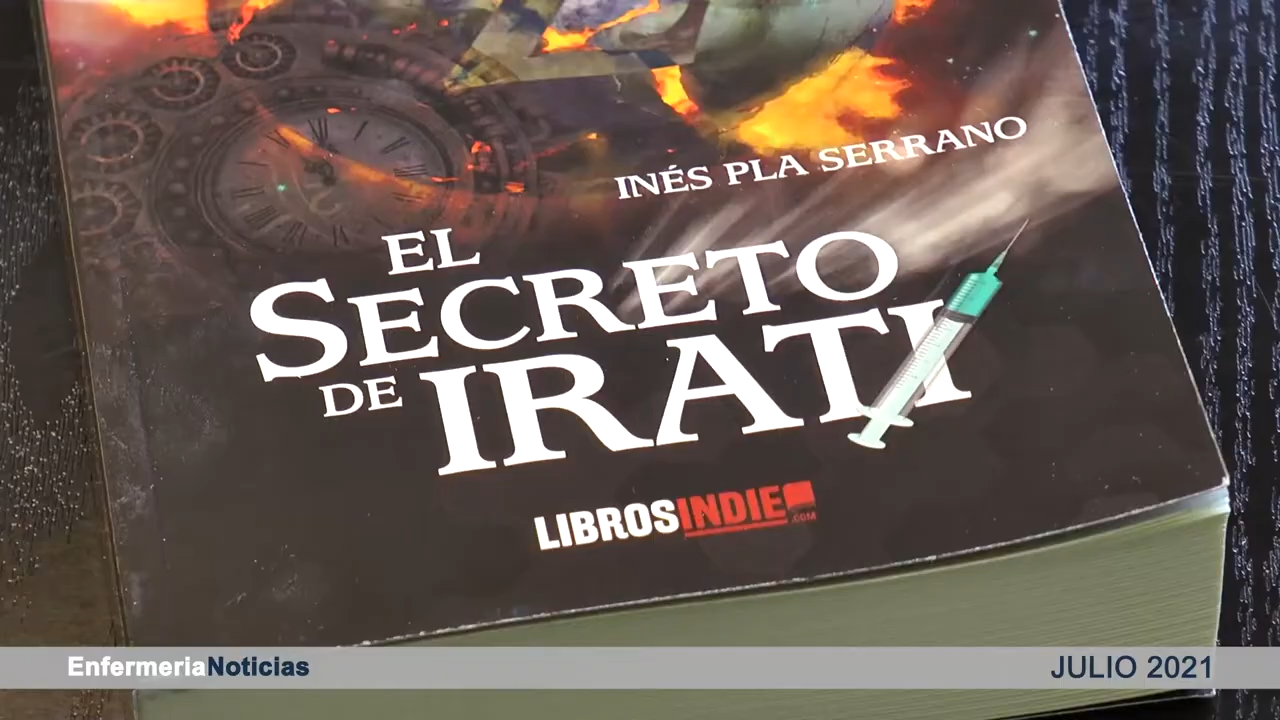 INÉS PLA SERRANO
EL
SECRETO
DE IRATI
LIBROSINDIE
.COM
EnfermeriaNoticias
JULIO 2021